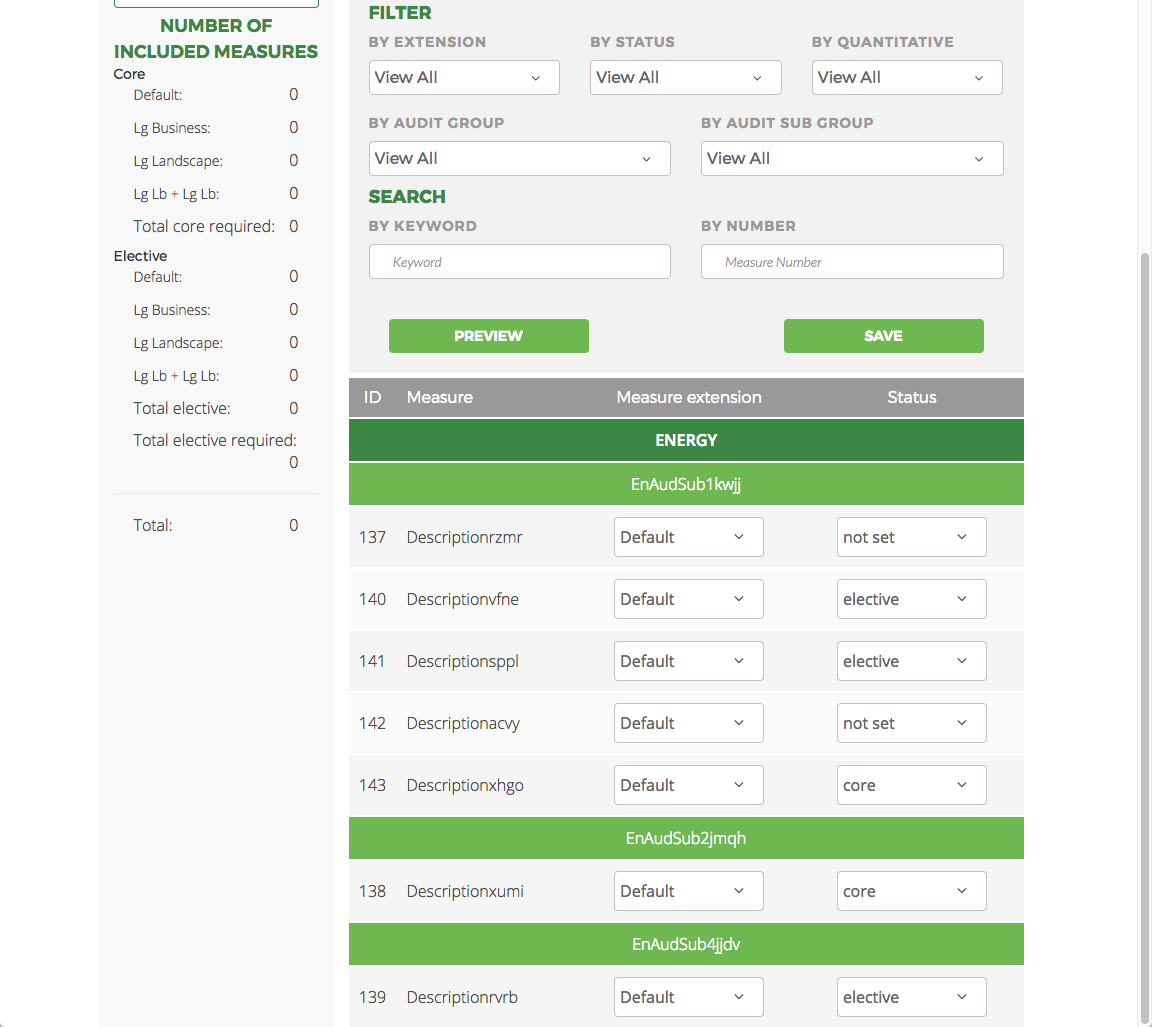 NUMBER OF
INCLUDED MEASURES
Core
Default: 0
Lg Business: 0
Lg Landscape: 0
Lg Lb + Lg Lb: 0
Total core required: 0
Elective
Default: 0
Lg Business: 0
Lg Landscape: 0
Lg Lb + Lg Lb: 0
Total elective: 0
Total elective required:
0
Total: 0
FILTER
BY EXTENSION BY STATUS BY QUANTITATIVE
View All View All View All
BY AUDIT GROUP BY AUDIT SUB GROUP
View All View All
SEARCH
BY KEYWORD BY NUMBER
Keyword Measure Number
PREVIEW SAVE
ID Measure Measure extension Status
ENERGY
EnAudSub1kwjj
137 Descriptionrzmr Default not set
140 Descriptionvfne Default elective
141 Descriptionsppl Default elective
142 Descriptionacvy Default not set
143 Descriptionxhgo Default core
EnAudSub2jmqh
138 Descriptionxumi Default core
EnAudSub4jjdv
139 Descriptionrvrb Default elective